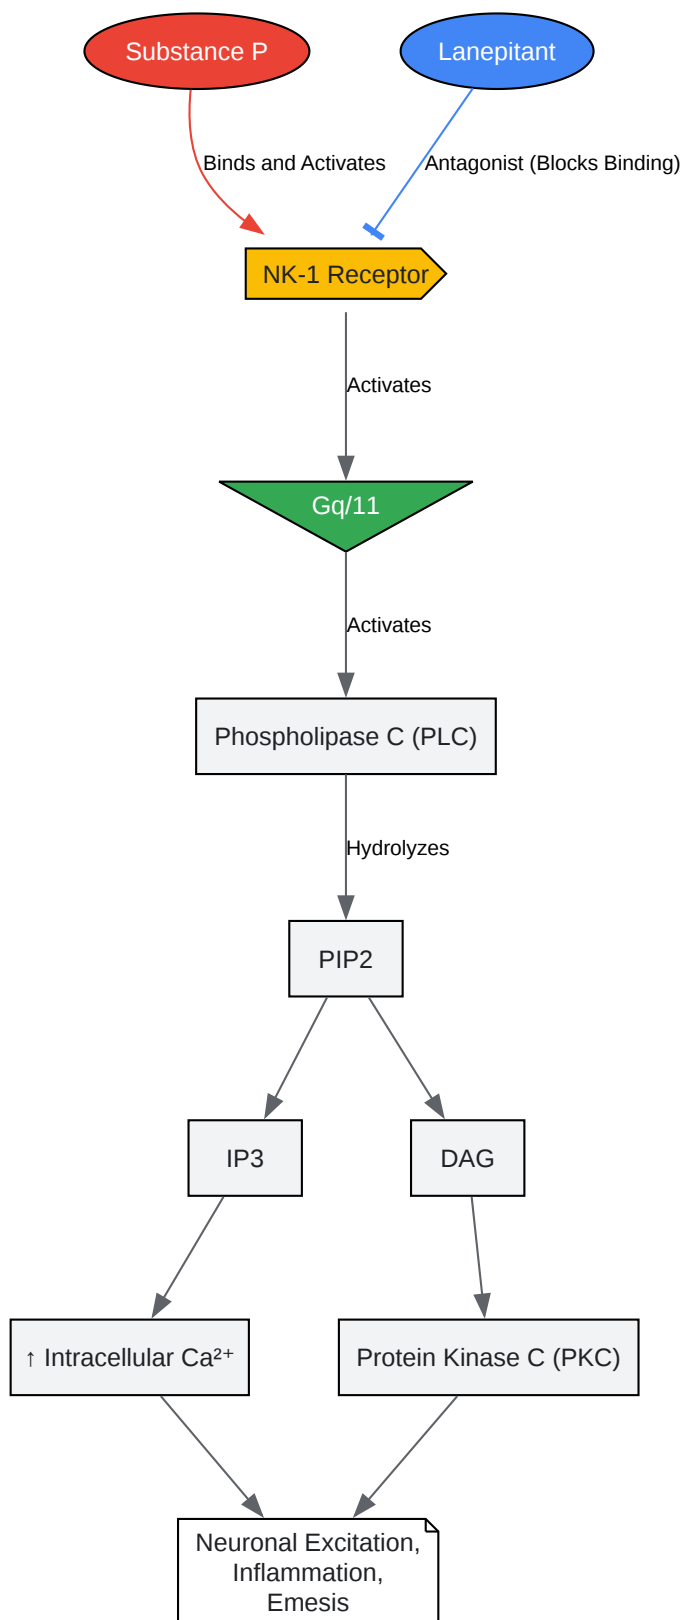 Substance P
Lanepitant
Binds and Activates
Antagonist (Blocks Binding)
NK-1 Receptor
Activates
Gq/11
Activates
Phospholipase C (PLC)
Hydrolyzes
PIP2
IP3
DAG
↑ Intracellular Ca²⁺
Protein Kinase C (PKC)
Neuronal Excitation,
Inflammation,
Emesis